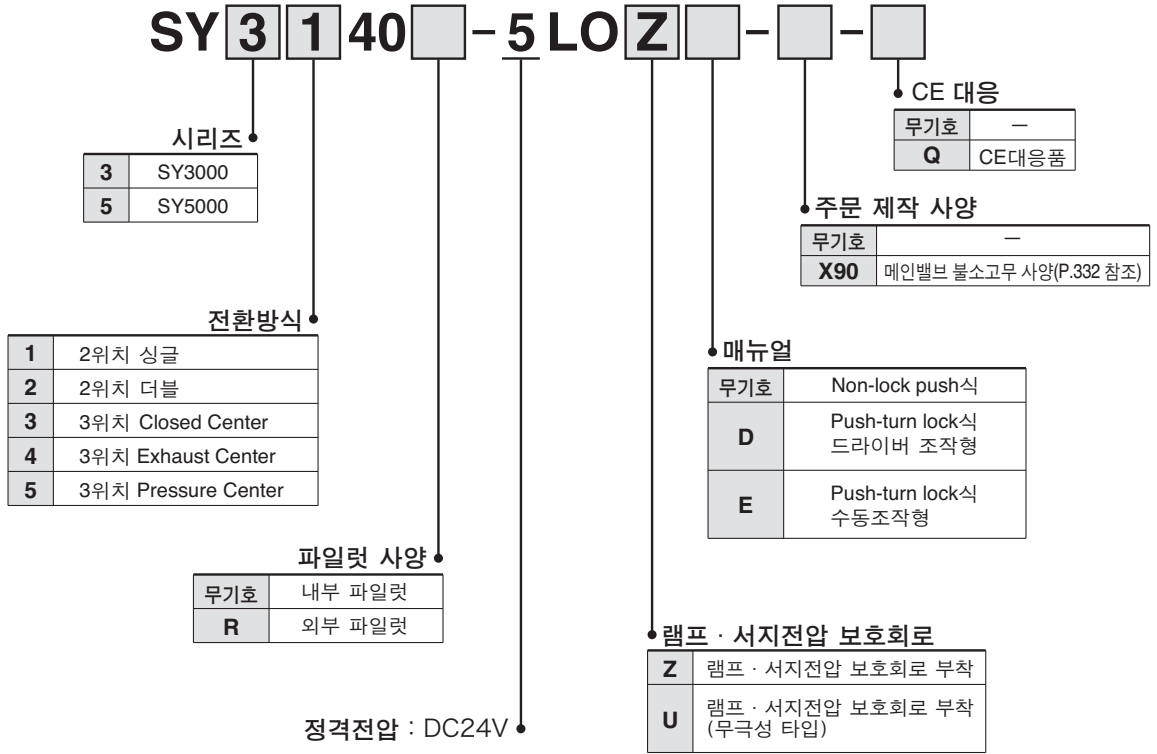 SY 3 1 40 - 5 LO Z - -
CE 대응
무기호 —
Q CE대응품
시리즈
3 SY3000
5 SY5000
주문 제작 사양
무기호 —
X90 메인밸브 불소고무 사양(P.332 참조)
전환방식
1 2위치 싱글
2 2위치 더블
3 3위치 Closed Center
4 3위치 Exhaust Center
5 3위치 Pressure Center
매뉴얼
무기호 Non-lock push식
D Push-turn lock식
드라이버 조작형
E Push-turn lock식
수동조작형
파일럿 사양
무기호 내부 파일럿
R 외부 파일럿
램프 · 서지전압 보호회로
Z 램프 · 서지전압 보호회로 부착
U 램프 · 서지전압 보호회로 부착
(무극성 타입)
정격전압 : DC24V